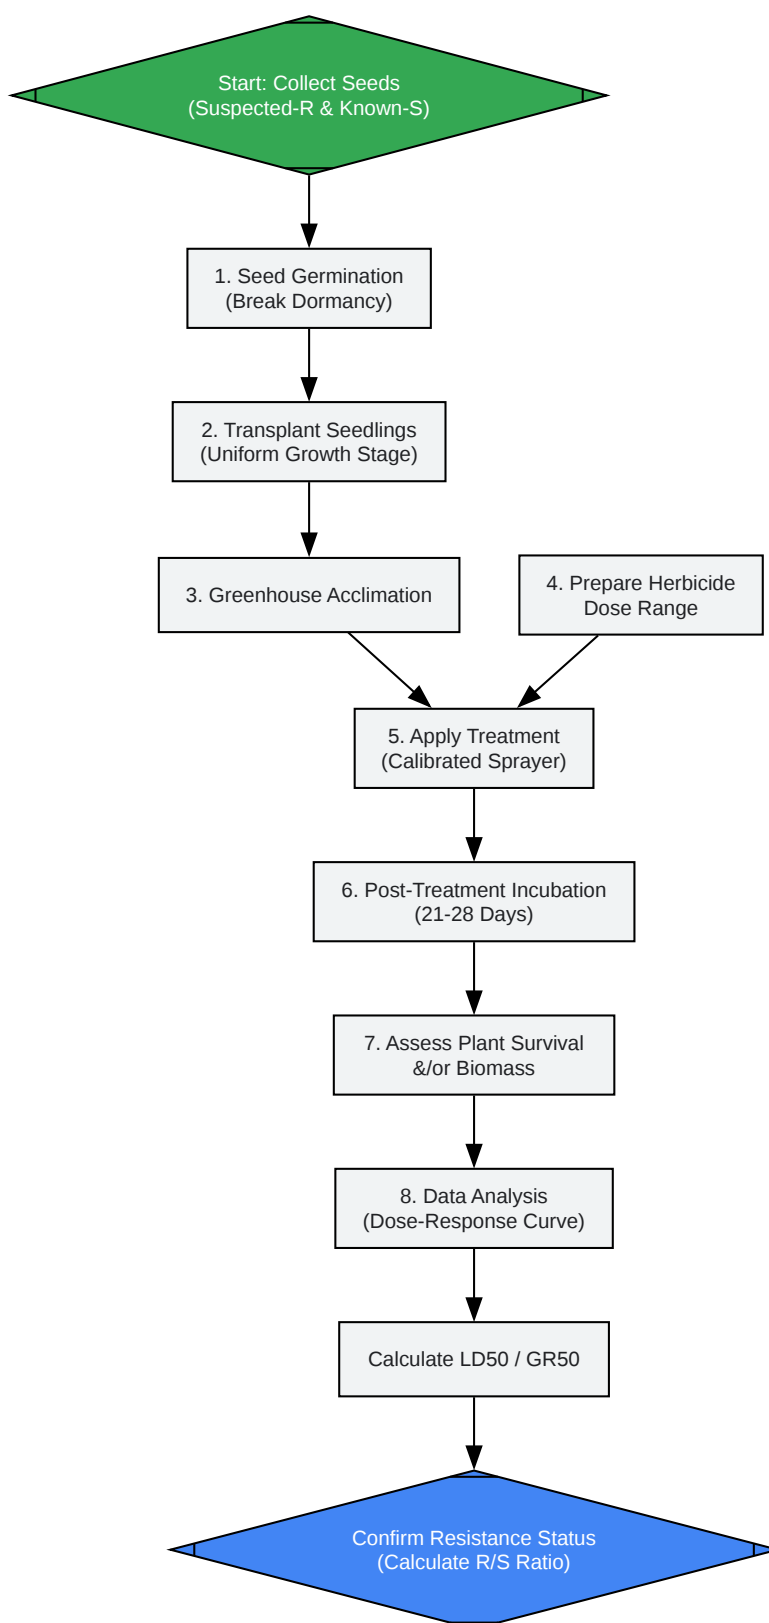 Start: Collect Seeds
(Suspected-R & Known-S)
1. Seed Germination
(Break Dormancy)
2. Transplant Seedlings
(Uniform Growth Stage)
3. Greenhouse Acclimation
4. Prepare Herbicide
Dose Range
5. Apply Treatment
(Calibrated Sprayer)
6. Post-Treatment Incubation
(21-28 Days)
7. Assess Plant Survival
&/or Biomass
8. Data Analysis
(Dose-Response Curve)
Calculate LD50 / GR50
Confirm Resistance Status
(Calculate R/S Ratio)